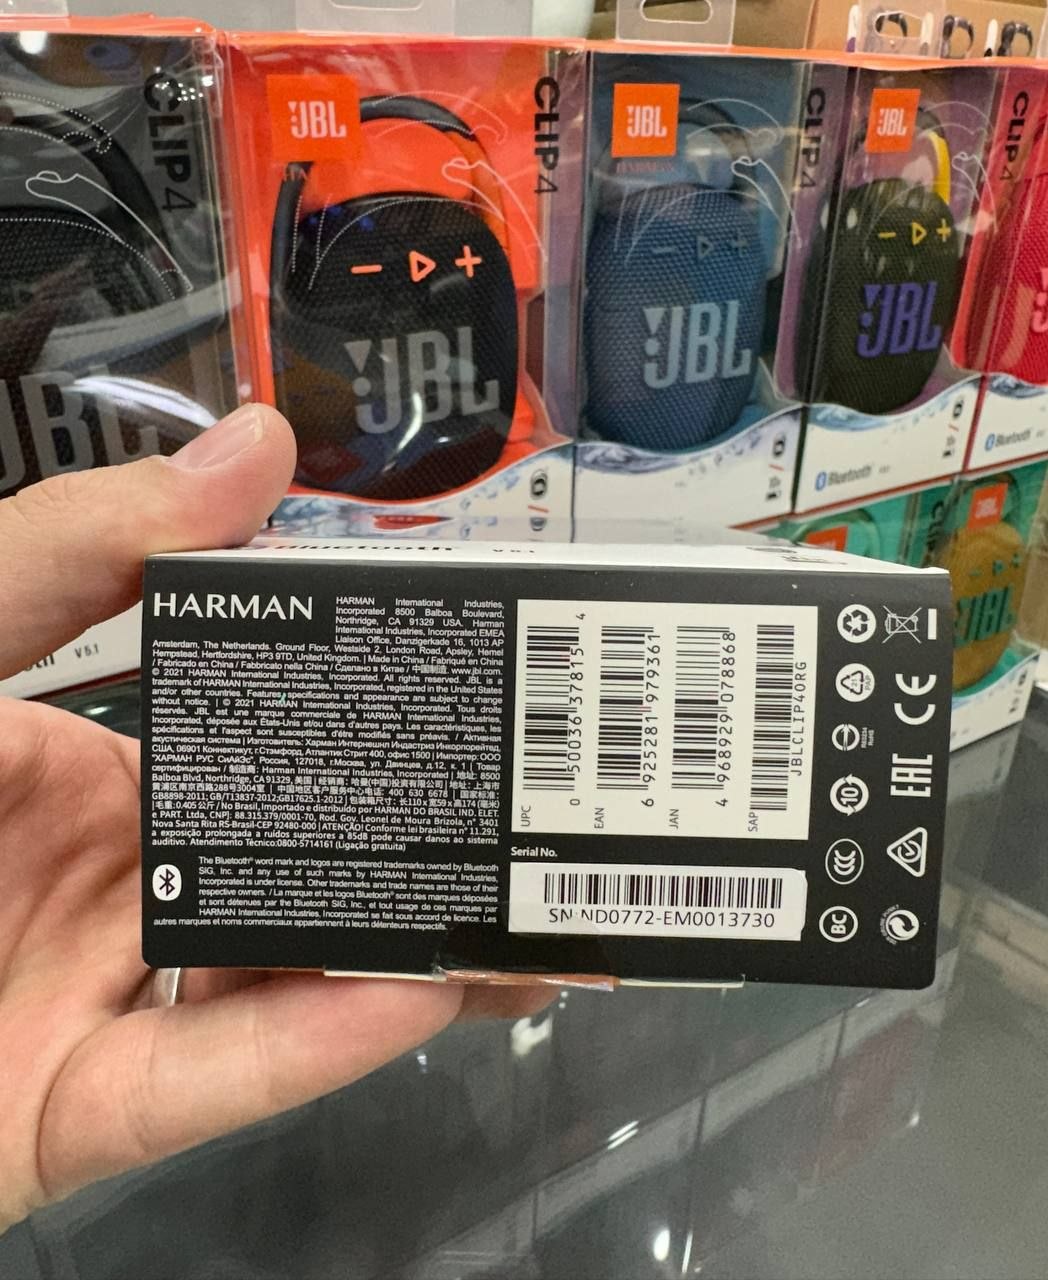 CLIP4
JBL
CLIP4
JBL
HARMAN
CLIP4
JBL
CLIP4
JBL
JBL
JBL
JBL
Bluetooth
Bluetooth
CLIP
JBL
Bluetooth
V5.1
HARMAN
HARMAN International Industries,
Incorporated 8500 Balboa Boulevard,
Northridge, CA 91329 USA. Harman
International Industries, Incorporated EMEA
Liaison Office, Danzigerkade 16, 1013 AP
Amsterdam, The Netherlands. Ground Floor, Westside 2, London Road, Apsley, Hemel
Hempstead, Hertfordshire, HP3 9TD, United Kingdom. | Made in China / Fabriqué en Chine
/ Fabricado en China / Fabbricato nella China / Сделано в Китае / 中国制造. www.jbl.com.
© 2021 HARMAN International Industries, Incorporated. All rights reserved. JBL is a
trademark of HARMAN International Industries, Incorporated, registered in the United States
and/or other countries. Features, specifications and appearance are subject to change
without notice. | © 2021 HARMAN International Industries, Incorporated. Tous droits
réservés. JBL est une marque commerciale de HARMAN International Industries,
Incorporated, déposée aux États-Unis et/ou dans d'autres pays. Les caractéristiques, les
spécifications et l'aspect sont susceptibles d'être modifiés sans préavis. / Активная
акустическая система | Изготовитель: Харман Интернешнл Индастриз Инкорпорейтед,
США, 06901 Коннектикут, г.Стэмфорд, Атлантик Стрит 400, офис 1500 | Импортер: ООО
"ХАРМАН РУС СиАйЭс", Россия, 127018, г.Москва, ул. Двинцев, д.12, к. 1 | Товар
сертифицирован / 制造商: Harman International Industries, Incorporated | 地址: 8500
Balboa Blvd, Northridge, CA 91329, 美国 | 经销商: 哈曼(中国)投资有限公司 | 地址: 上海市
黄浦区南京西路288号3004室 | 中国区客户服务中心电话: 400 630 6678 | 国家标准:
GB8898-2011;GB/T13837-2012;GB17625.1-2012 | 包装箱尺寸: 长110 x 宽59 x 高174 (毫米)
| 毛重:0.405 公斤 / No Brasil, Importado e distribuido por HARMAN DO BRASIL IND. ELET.
e PART. Ltda, CNPJ: 88.315.379/0001-70, Rod. Gov. Leonel de Moura Brizola, n° 3401
Nova Santa Rita RS-Brasil-CEP 92480-000 | ATENÇÃO! Conforme lei brasileira n° 11.291,
a exposição prolongada a ruídos superiores a 85dB pode causar danos ao sistema
auditivo. Atendimento Técnico:0800-5714161 (Ligação gratuita)
The Bluetooth® word mark and logos are registered trademarks owned by Bluetooth
SIG, Inc. and any use of such marks by HARMAN International Industries,
Incorporated is under license. Other trademarks and trade names are those of their
respective owners. / La marque et les logos Bluetooth® sont des marques déposées
et sont détenues par the Bluetooth SIG, Inc., et tout usage de ces marques par
HARMAN International Industries, Incorporated se fait sous accord de licence. Les
autres marques et noms commerciaux appartiennent à leurs détenteurs respectifs.
UPC
0 50036 37815 4
EAN
6 925281 979361
JAN
4 968929 078868
SAP
JBLCLIP4ORG
Serial No.
SN:ND0772-EM0013730
21
PAP
CE
10
EAC
CCC
BC